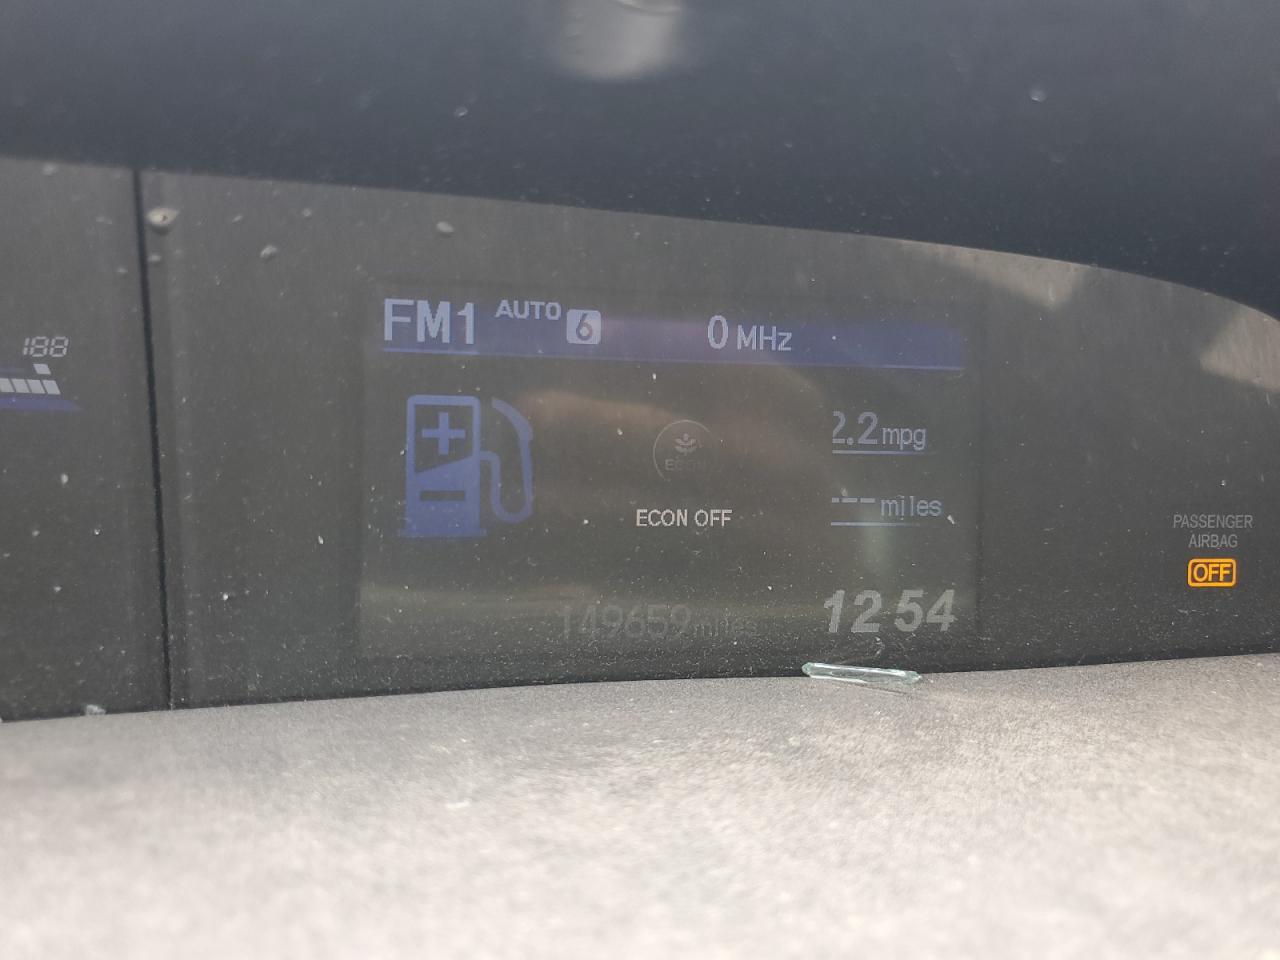 188
FM1 AUTO 6 0 MHz
2.2 mpg
ECON
ECON OFF
--- miles
149659 miles
12 54
PASSENGER
AIRBAG
OFF